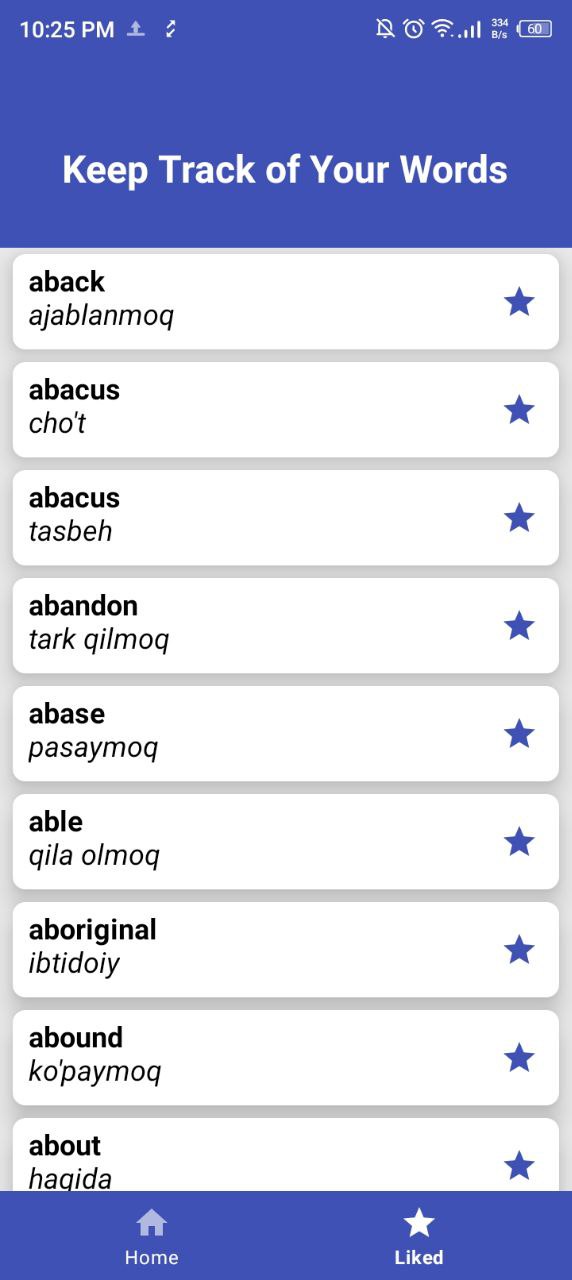 10:25 PM
334
B/s
60
Keep Track of Your Words
aback
ajablanmoq
abacus
cho't
abacus
tasbeh
abandon
tark qilmoq
abase
pasaymoq
able
qila olmoq
aboriginal
ibtidoiy
abound
ko'paymoq
about
haqida
Home
Liked